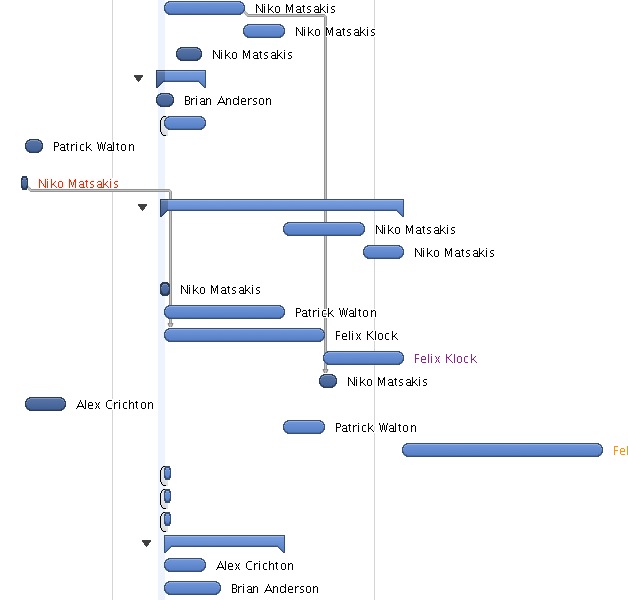 Niko Matsakis
Niko Matsakis
Niko Matsakis
Brian Anderson
Patrick Walton
Niko Matsakis
Niko Matsakis
Niko Matsakis
Niko Matsakis
Patrick Walton
Felix Klock
Felix Klock
Niko Matsakis
Alex Crichton
Patrick Walton
Fel
Alex Crichton
Brian Anderson